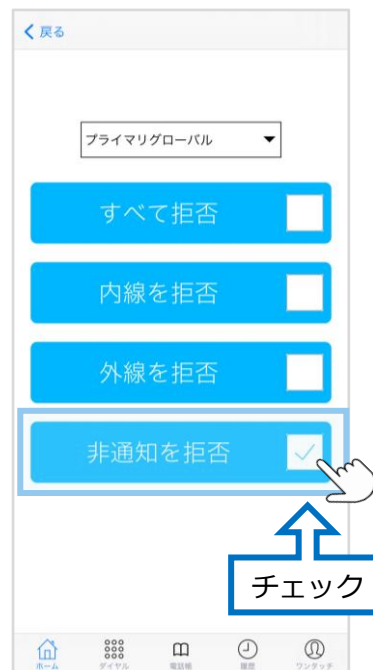 戻る
プライマリグローバル
すべて拒否
内線を拒否
外線を拒否
非通知を拒否
チェック
ホーム
ダイヤル
電話帳
履歴
ワンタッチ